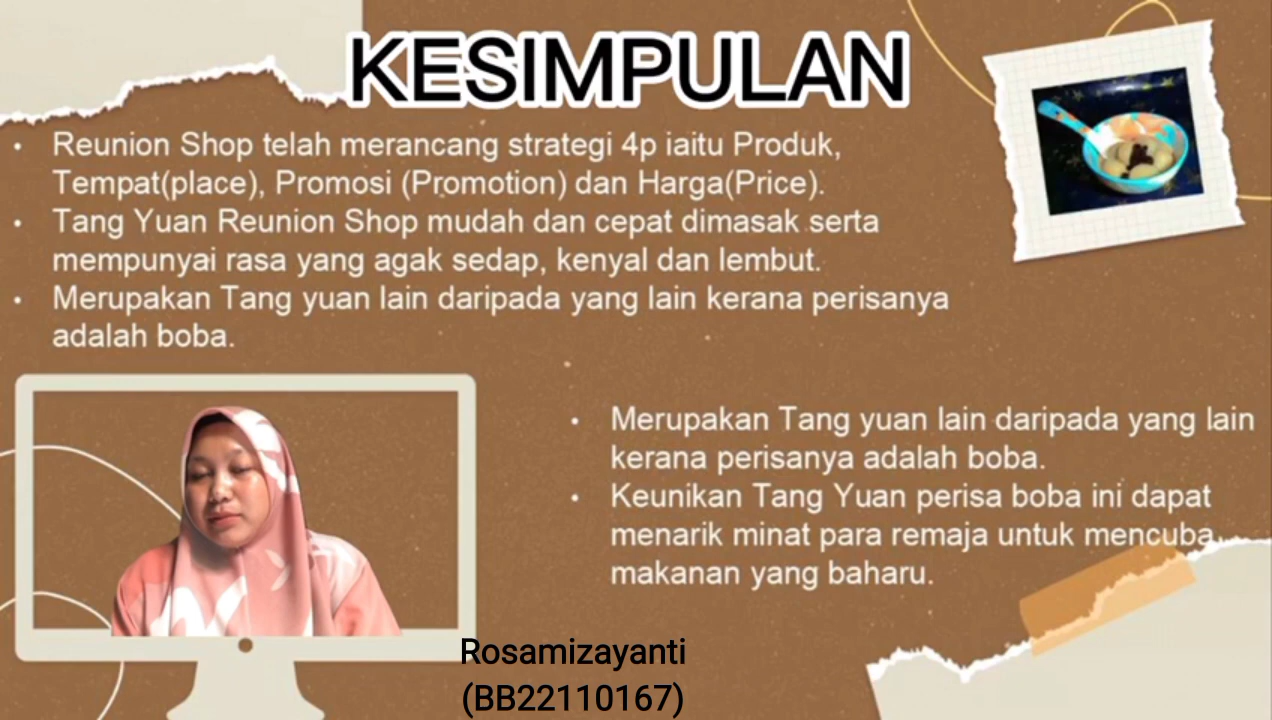 KESIMPULAN
• Reunion Shop telah merancang strategi 4p iaitu Produk,
Tempat(place), Promosi (Promotion) dan Harga(Price).
• Tang Yuan Reunion Shop mudah dan cepat dimasak serta
mempunyai rasa yang agak sedap, kenyal dan lembut.
• Merupakan Tang yuan lain daripada yang lain kerana perisanya
adalah boba.
• Merupakan Tang yuan lain daripada yang lain
kerana perisanya adalah boba.
• Keunikan Tang Yuan perisa boba ini dapat
menarik minat para remaja untuk mencuba
makanan yang baharu.
Rosamizayanti
(BB22110167)